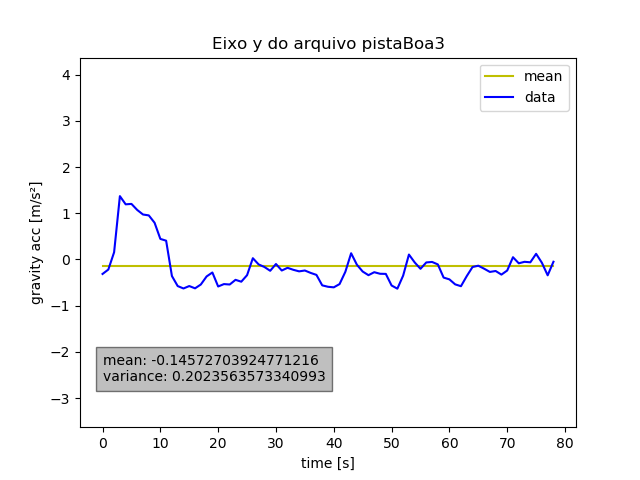 Eixo y do arquivo pistaBoa3
mean
data
gravity acc [m/s²]
4
3
2
1
0
−1
−2
−3
mean: -0.14572703924771216
variance: 0.2023563573340993
0
10
20
30
40
50
60
70
80
time [s]